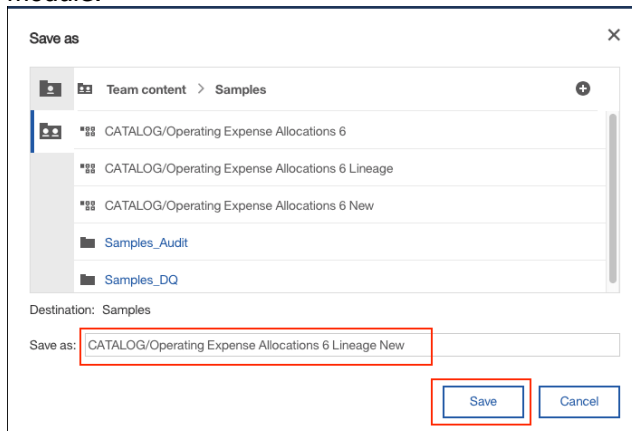 module.
Save as
Team content > Samples
CATALOG/Operating Expense Allocations 6
CATALOG/Operating Expense Allocations 6 Lineage
CATALOG/Operating Expense Allocations 6 New
Samples_Audit
Samples_DQ
Destination: Samples
Save as: CATALOG/Operating Expense Allocations 6 Lineage New
Save Cancel